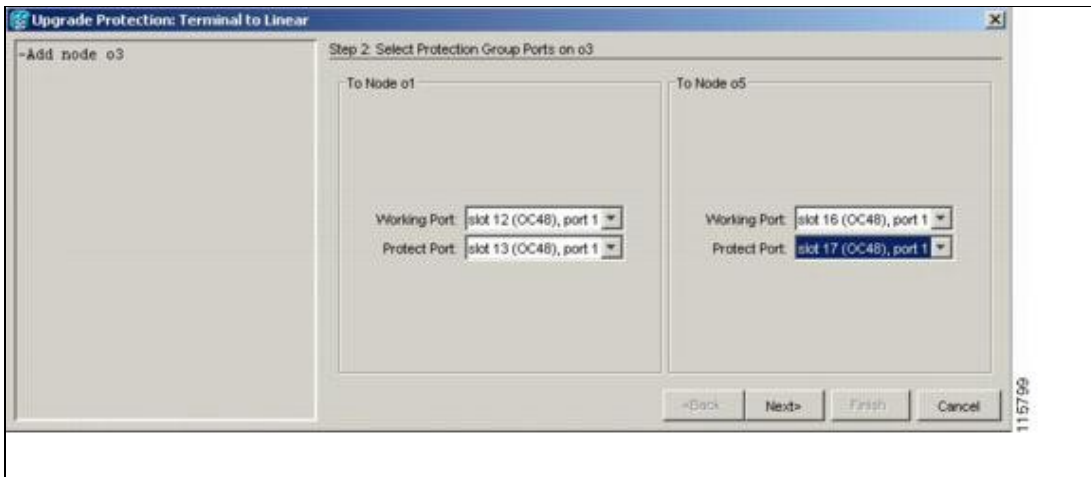 Upgrade Protection: Terminal to Linear
-Add node o3
Step 2: Select Protection Group Ports on o3
To Node o1
Working Port: slot 12 (OC48), port 1
Protect Port: slot 13 (OC48), port 1
To Node o5
Working Port: slot 16 (OC48), port 1
Protect Port: slot 17 (OC48), port 1
<Back
Next>
Finish
Cancel
115799